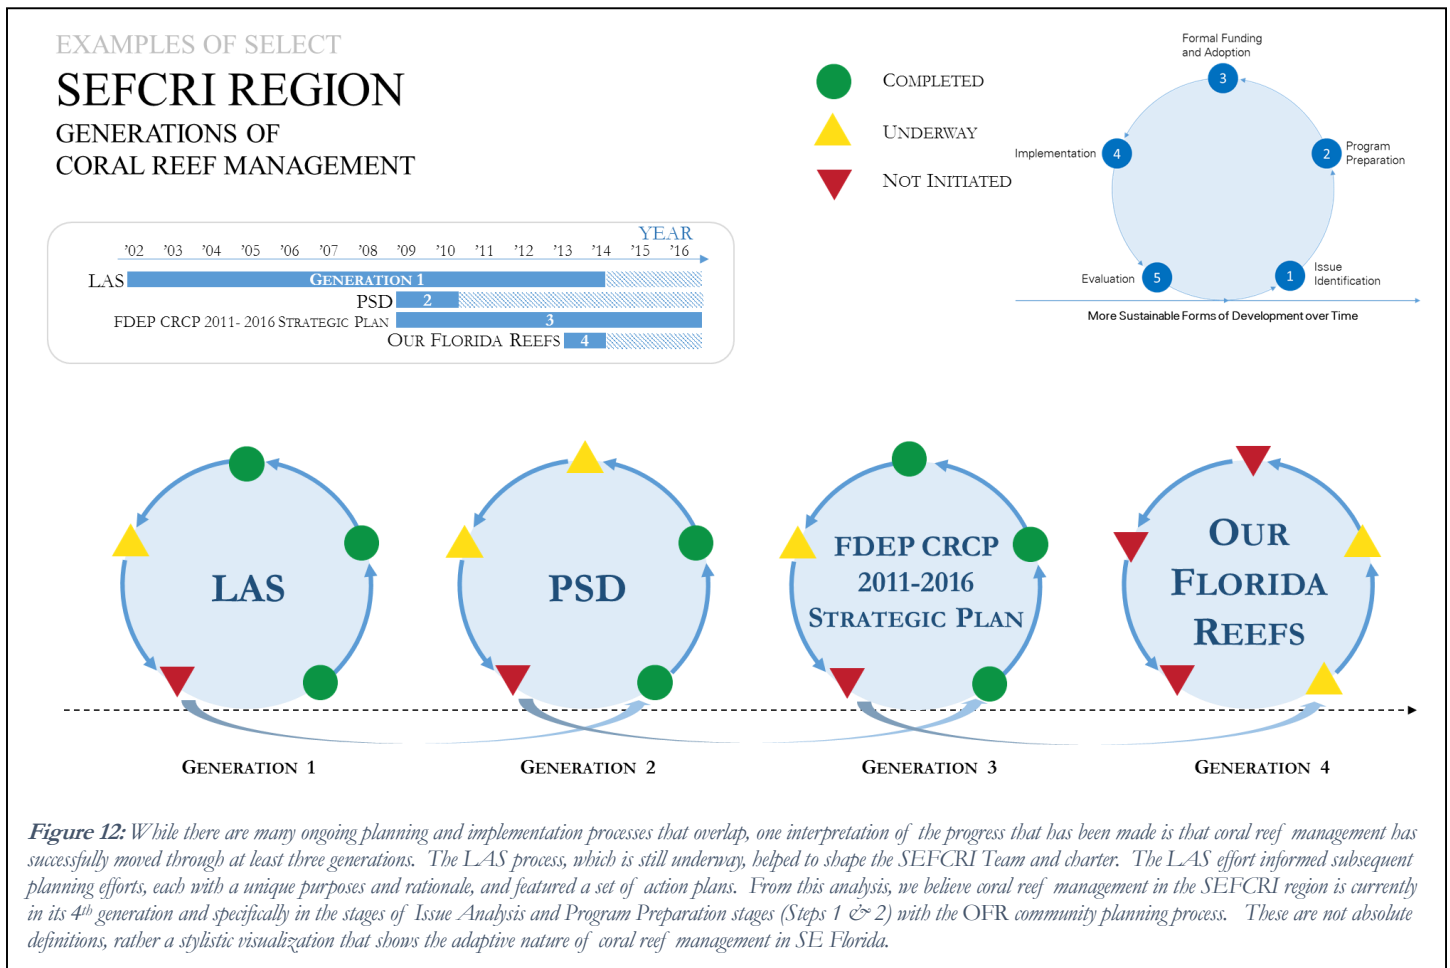 EXAMPLES OF SELECT
SEFCRI REGION
GENERATIONS OF
CORAL REEF MANAGEMENT
COMPLETED
UNDERWAY
NOT INITIATED
Formal Funding
and Adoption
3
Implementation 4
2 Program
Preparation
Evaluation 5
1 Issue
Identification
More Sustainable Forms of Development over Time
YEAR
'02 '03 '04 '05 '06 '07 '08 '09 '10 '11 '12 '13 '14 '15 '16
LAS GENERATION 1
PSD 2
FDEP CRCP 2011- 2016 STRATEGIC PLAN 3
OUR FLORIDA REEFS 4
LAS
PSD
FDEP CRCP
2011-2016
STRATEGIC PLAN
OUR
FLORIDA
REEFS
GENERATION 1
GENERATION 2
GENERATION 3
GENERATION 4
Figure 12: While there are many ongoing planning and implementation processes that overlap, one interpretation of the progress that has been made is that coral reef management has
successfully moved through at least three generations. The LAS process, which is still underway, helped to shape the SEFCRI Team and charter. The LAS effort informed subsequent
planning efforts, each with a unique purposes and rationale, and featured a set of action plans. From this analysis, we believe coral reef management in the SEFCRI region is currently
in its 4th generation and specifically in the stages of Issue Analysis and Program Preparation stages (Steps 1 & 2) with the OFR community planning process. These are not absolute
definitions, rather a stylistic visualization that shows the adaptive nature of coral reef management in SE Florida.